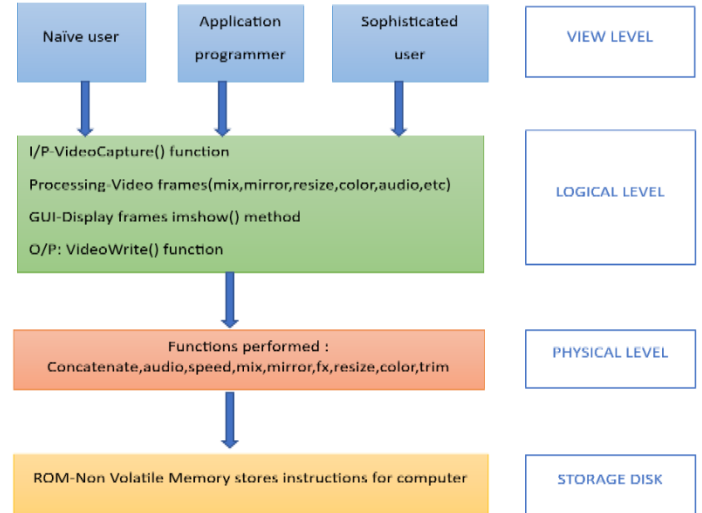 Naïve user
Application
programmer
Sophisticated
user
VIEW LEVEL
I/P-VideoCapture() function
Processing-Video frames(mix,mirror,resize,color,audio,etc)
GUI-Display frames imshow() method
O/P: VideoWrite() function
LOGICAL LEVEL
Functions performed :
Concatenate,audio,speed,mix,mirror,fx,resize,color,trim
PHYSICAL LEVEL
ROM-Non Volatile Memory stores instructions for computer
STORAGE DISK